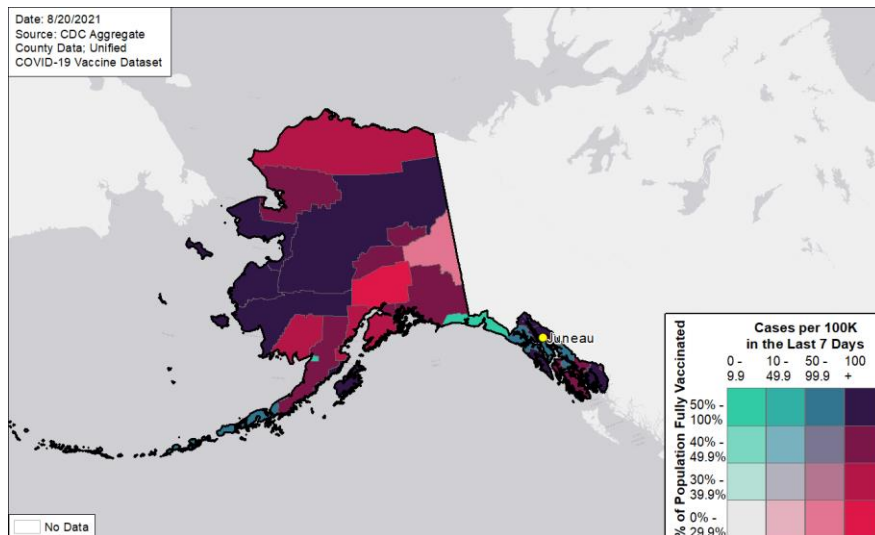 Date: 8/20/2021
Source: CDC Aggregate
County Data; Unified
COVID-19 Vaccine Dataset
Juneau
Cases per 100K
in the Last 7 Days
0 - 9.9
10 - 49.9
50 - 99.9
100 +
% of Population Fully Vaccinated
50% - 100%
40% - 49.9%
30% - 39.9%
0% - 29.9%
No Data